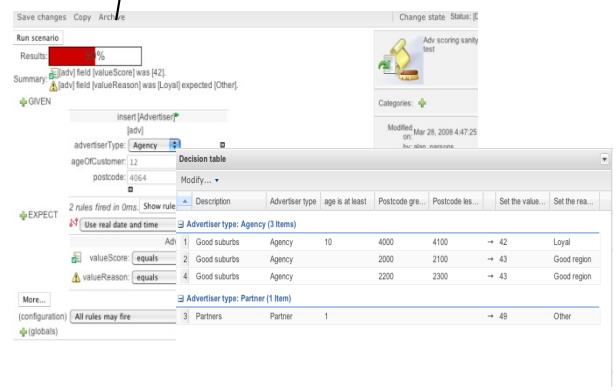 Save changes Copy Archive Change state Status: [D
Run scenario
Adv scoring sanity
test
Results: %
Summary: [adv] field [valueScore] was [42].
[adv] field [valueReason] was [Loyal] expected [Other].
Categories:
GIVEN
insert [Advertiser]
[adv]
advertiserType: Agency
ageOfCustomer: 12
postcode: 4064
Modified on: Mar 28, 2008 4:47:25
by: alan_parsons
EXPECT
2 rules fired in 0ms. Show rule
Use real date and time
Adv
valueScore: equals
valueReason: equals
More...
(configuration) All rules may fire
(globals)
Decision table
Modify...
Description Advertiser type age is at least Postcode gre... Postcode les... Set the value... Set the rea...
Advertiser type: Agency (3 Items)
1 Good suburbs Agency 10 4000 4100 → 42 Loyal
2 Good suburbs Agency 2000 2100 → 43 Good region
4 Good suburbs Agency 2200 2300 → 43 Good region
Advertiser type: Partner (1 Item)
3 Partners Partner 1 → 49 Other